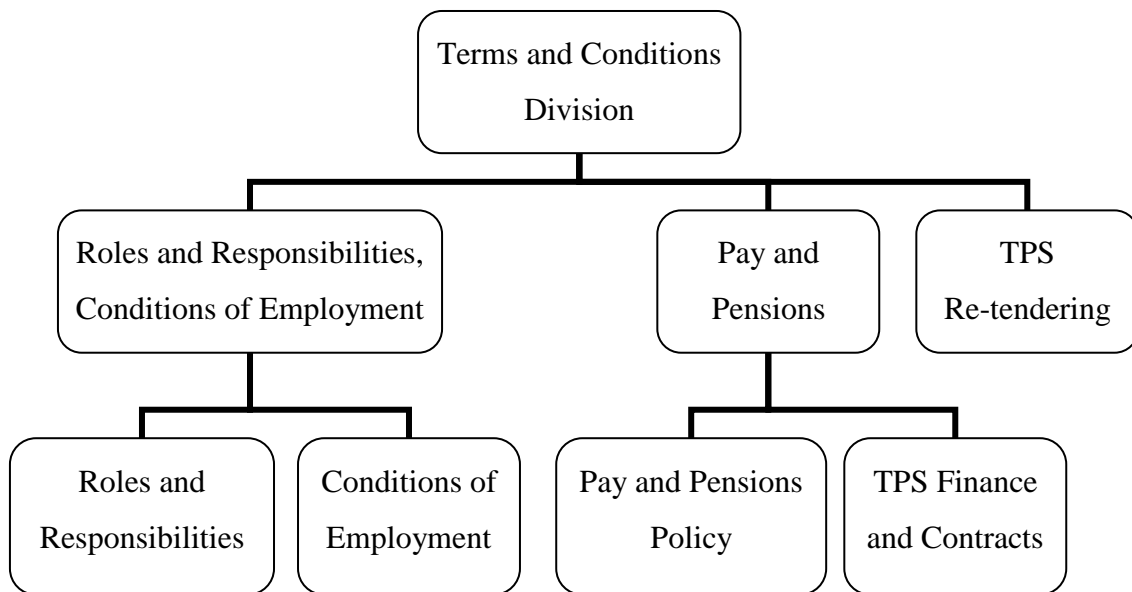 Terms and Conditions
Division
Roles and Responsibilities,
Conditions of Employment
Pay and
Pensions
TPS
Re-tendering
Roles and
Responsibilities
Conditions of
Employment
Pay and Pensions
Policy
TPS Finance
and Contracts